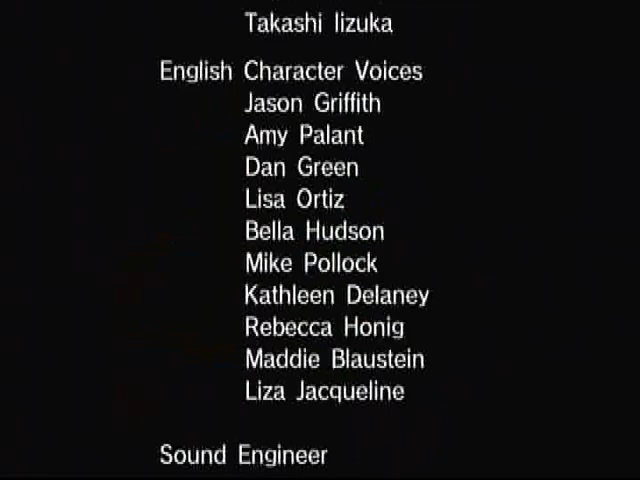 Takashi Iizuka
English Character Voices
Jason Griffith
Amy Palant
Dan Green
Lisa Ortiz
Bella Hudson
Mike Pollock
Kathleen Delaney
Rebecca Honig
Maddie Blaustein
Liza Jacqueline
Sound Engineer